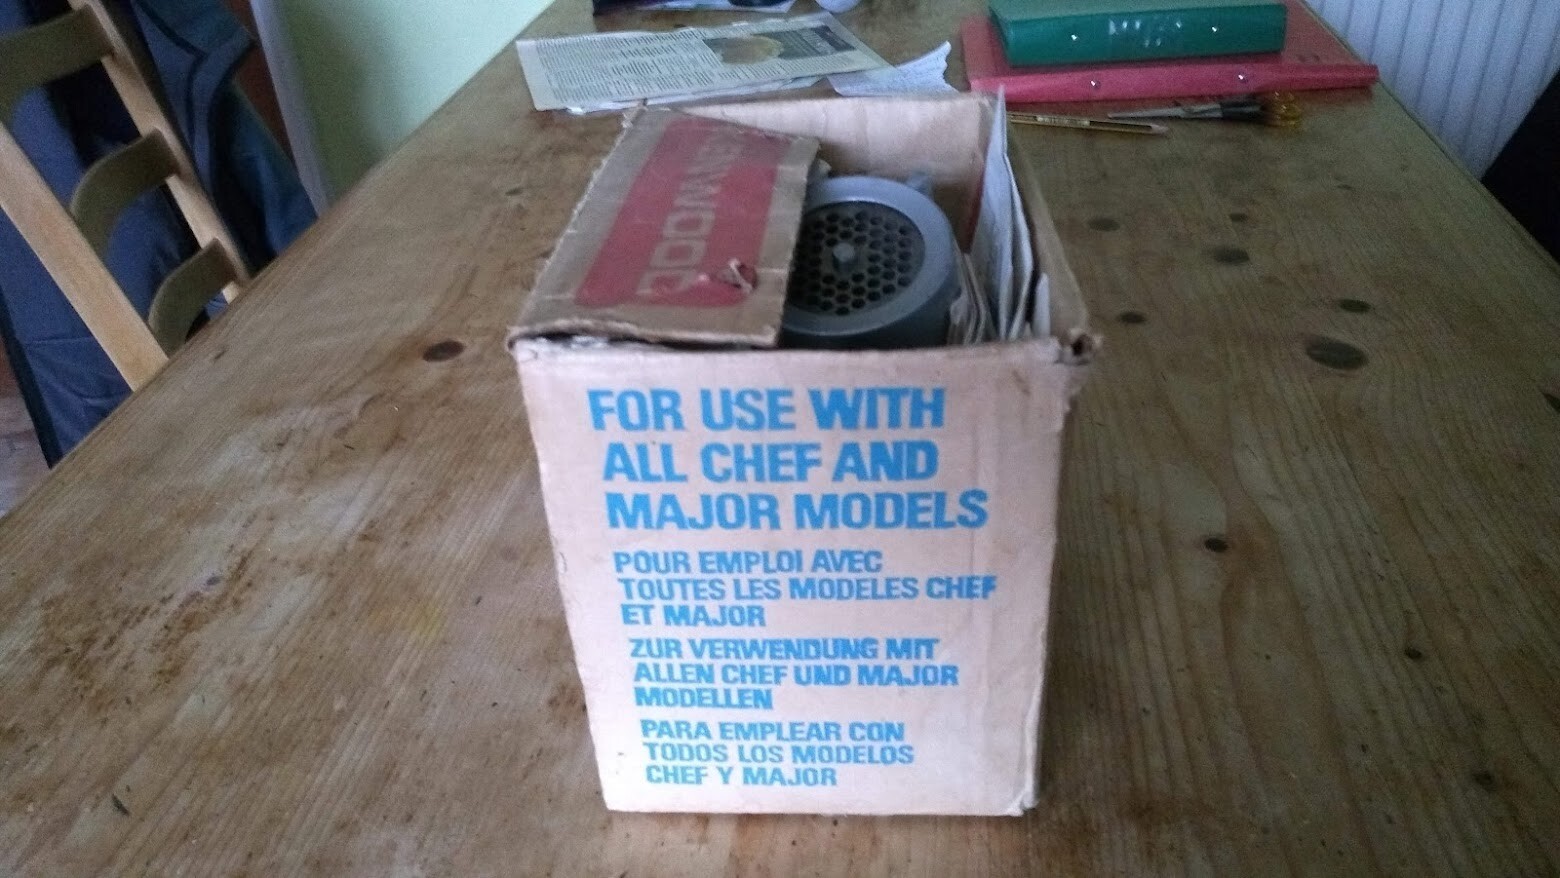 KENWOOD
FOR USE WITH
ALL CHEF AND
MAJOR MODELS
POUR EMPLOI AVEC
TOUTES LES MODELES CHEF
ET MAJOR
ZUR VERWENDUNG MIT
ALLEN CHEF UND MAJOR
MODELLEN
PARA EMPLEAR CON
TODOS LOS MODELOS
CHEF Y MAJOR